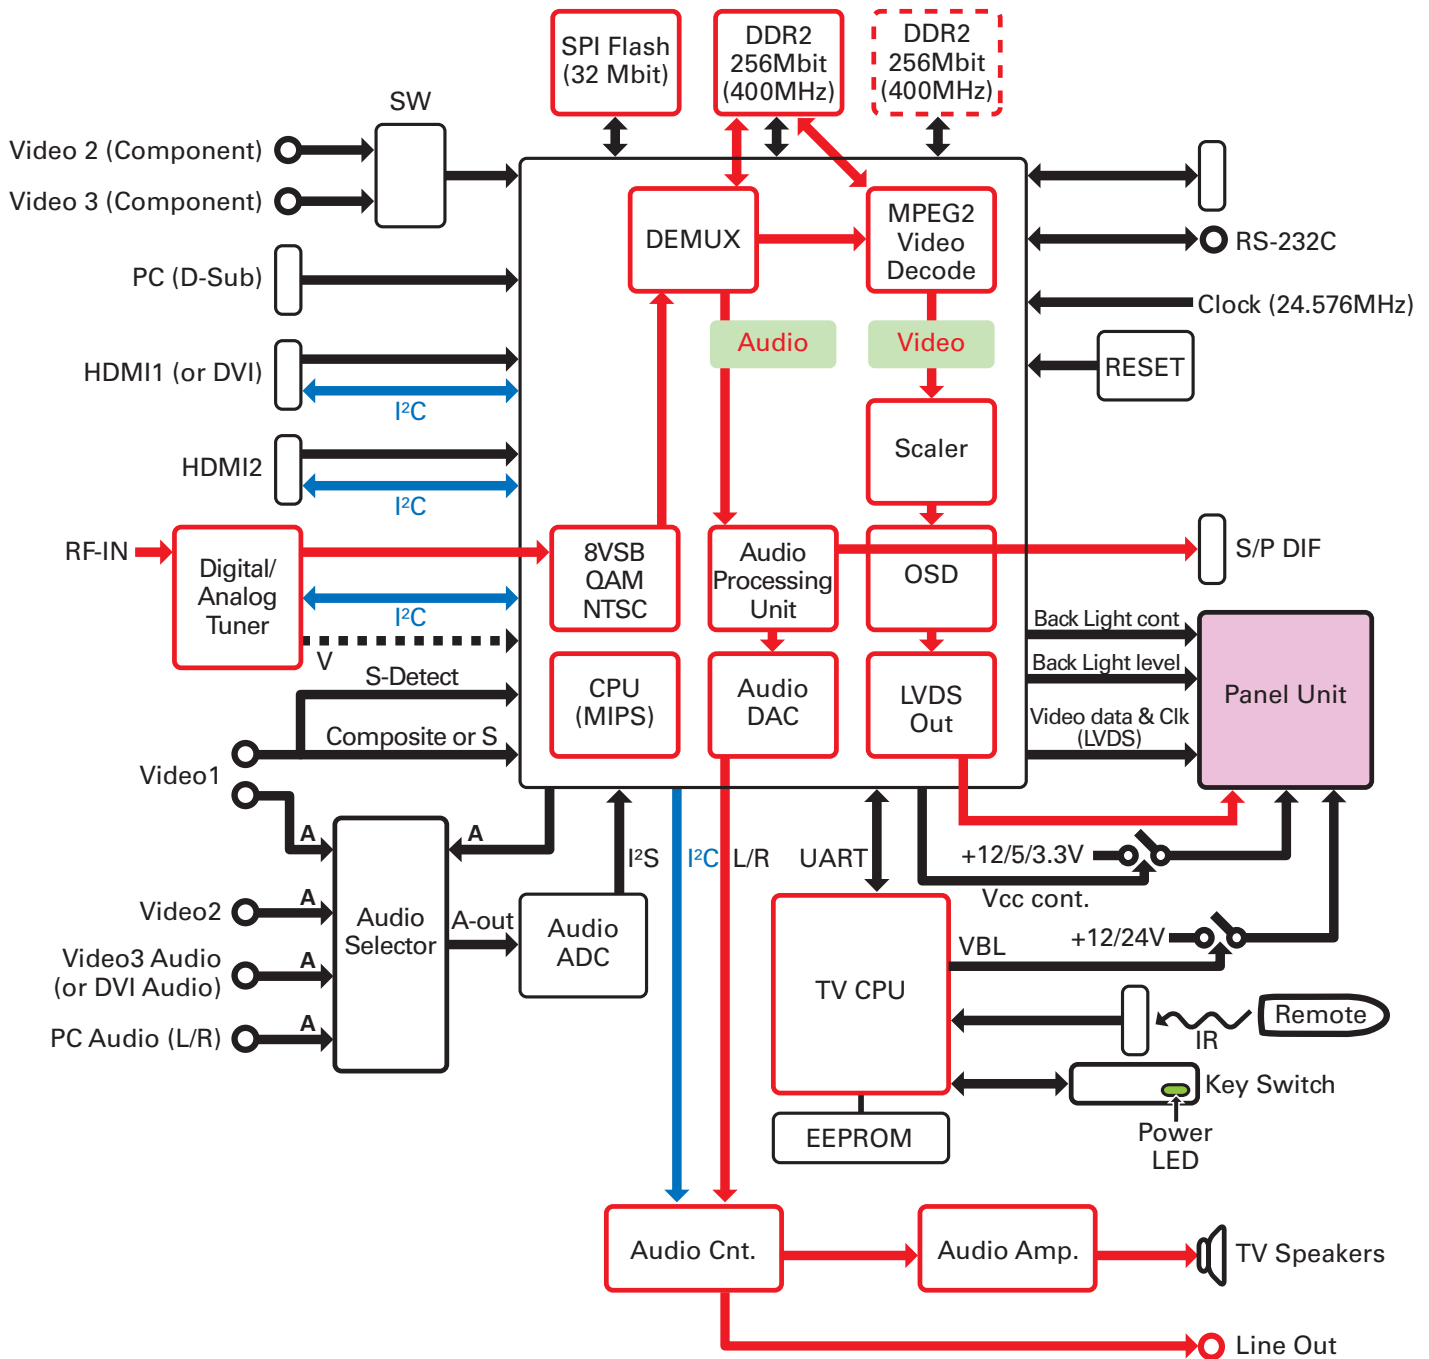 SPI Flash
(32 Mbit)
DDR2
256Mbit
(400MHz)
DDR2
256Mbit
(400MHz)
SW
Video 2 (Component)
Video 3 (Component)
PC (D-Sub)
HDMI1 (or DVI)
I²C
HDMI2
I²C
RF-IN
Digital/
Analog
Tuner
I²C
V
S-Detect
Composite or S
Video1
DEMUX
MPEG2
Video
Decode
Audio
Video
Scaler
8VSB
QAM
NTSC
Audio
Processing
Unit
OSD
CPU
(MIPS)
Audio
DAC
LVDS
Out
RS-232C
Clock (24.576MHz)
RESET
S/P DIF
Back Light cont
Back Light level
Video data & Clk
(LVDS)
Panel Unit
A
A
Video2
A
Video3 Audio
(or DVI Audio)
A
PC Audio (L/R)
A
Audio
Selector
A-out
Audio
ADC
I²S
I²C
L/R
UART
+12/5/3.3V
Vcc cont.
+12/24V
VBL
TV CPU
IR
Remote
Key Switch
Power
LED
EEPROM
Audio Cnt.
Audio Amp.
TV Speakers
Line Out